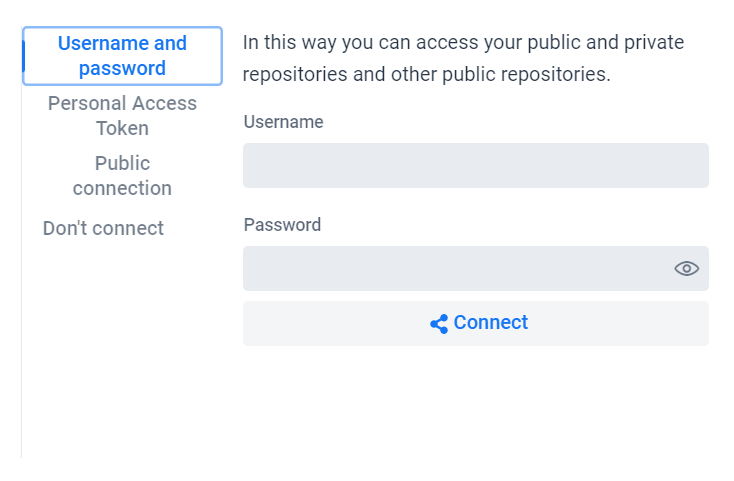 Username and
password
Personal Access
Token
Public
connection
Don't connect
In this way you can access your public and private
repositories and other public repositories.
Username
Password
Connect